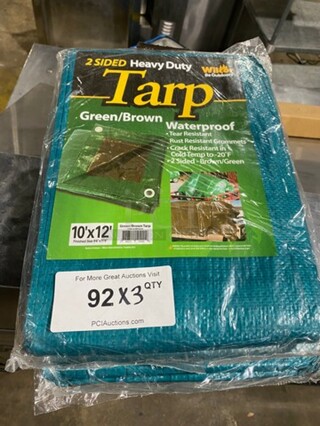 2 SIDED Heavy Duty
Tarp
Green/Brown
Waterproof
• Tear Resistant
Rust Resistant Grommets
• Crack Resistant in
Cold Temp to -20°F
• 2 Sided - Brown/Green
10'x12'
For More Great Auctions Visit
92 X3 QTY
PCIAuctions.com